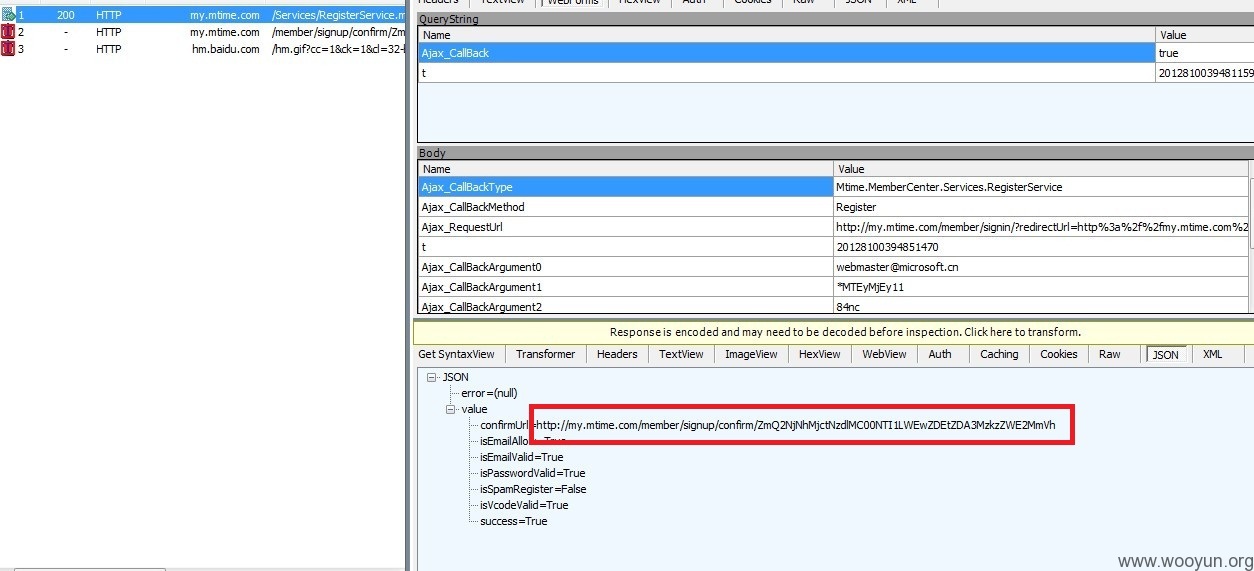 1 200 HTTP my.mtime.com /Services/RegisterService.m
2 - HTTP my.mtime.com /member/signup/confirm/Zm
3 - HTTP hm.baidu.com /hm.gif?cc=1&ck=1&cl=32-
Headers TextView WebForms HexView Auth Cookies Raw JSON XML
QueryString
Name Value
Ajax_CallBack true
t 2012810039481159
Body
Name Value
Ajax_CallBackType Mtime.MemberCenter.Services.RegisterService
Ajax_CallBackMethod Register
Ajax_RequestUrl http://my.mtime.com/member/signin/?redirectUrl=http%3a%2f%2fmy.mtime.com%2
t 20128100394851470
Ajax_CallBackArgument0 webmaster@microsoft.cn
Ajax_CallBackArgument1 *MTEyMjEy11
Ajax_CallBackArgument2 84nc
Response is encoded and may need to be decoded before inspection. Click here to transform.
Get SyntaxView Transformer Headers TextView ImageView HexView WebView Auth Caching Cookies Raw JSON XML
JSON
error=(null)
value
confirmUrl=http://my.mtime.com/member/signup/confirm/ZmQ2NjNhMjctNzdlMC00NTI1LWEwZDEtZDA3MzkzZWE2MmVh
isEmailAllow=True
isEmailValid=True
isPasswordValid=True
isSpamRegister=False
isVcodeValid=True
success=True
www.wooyun.org